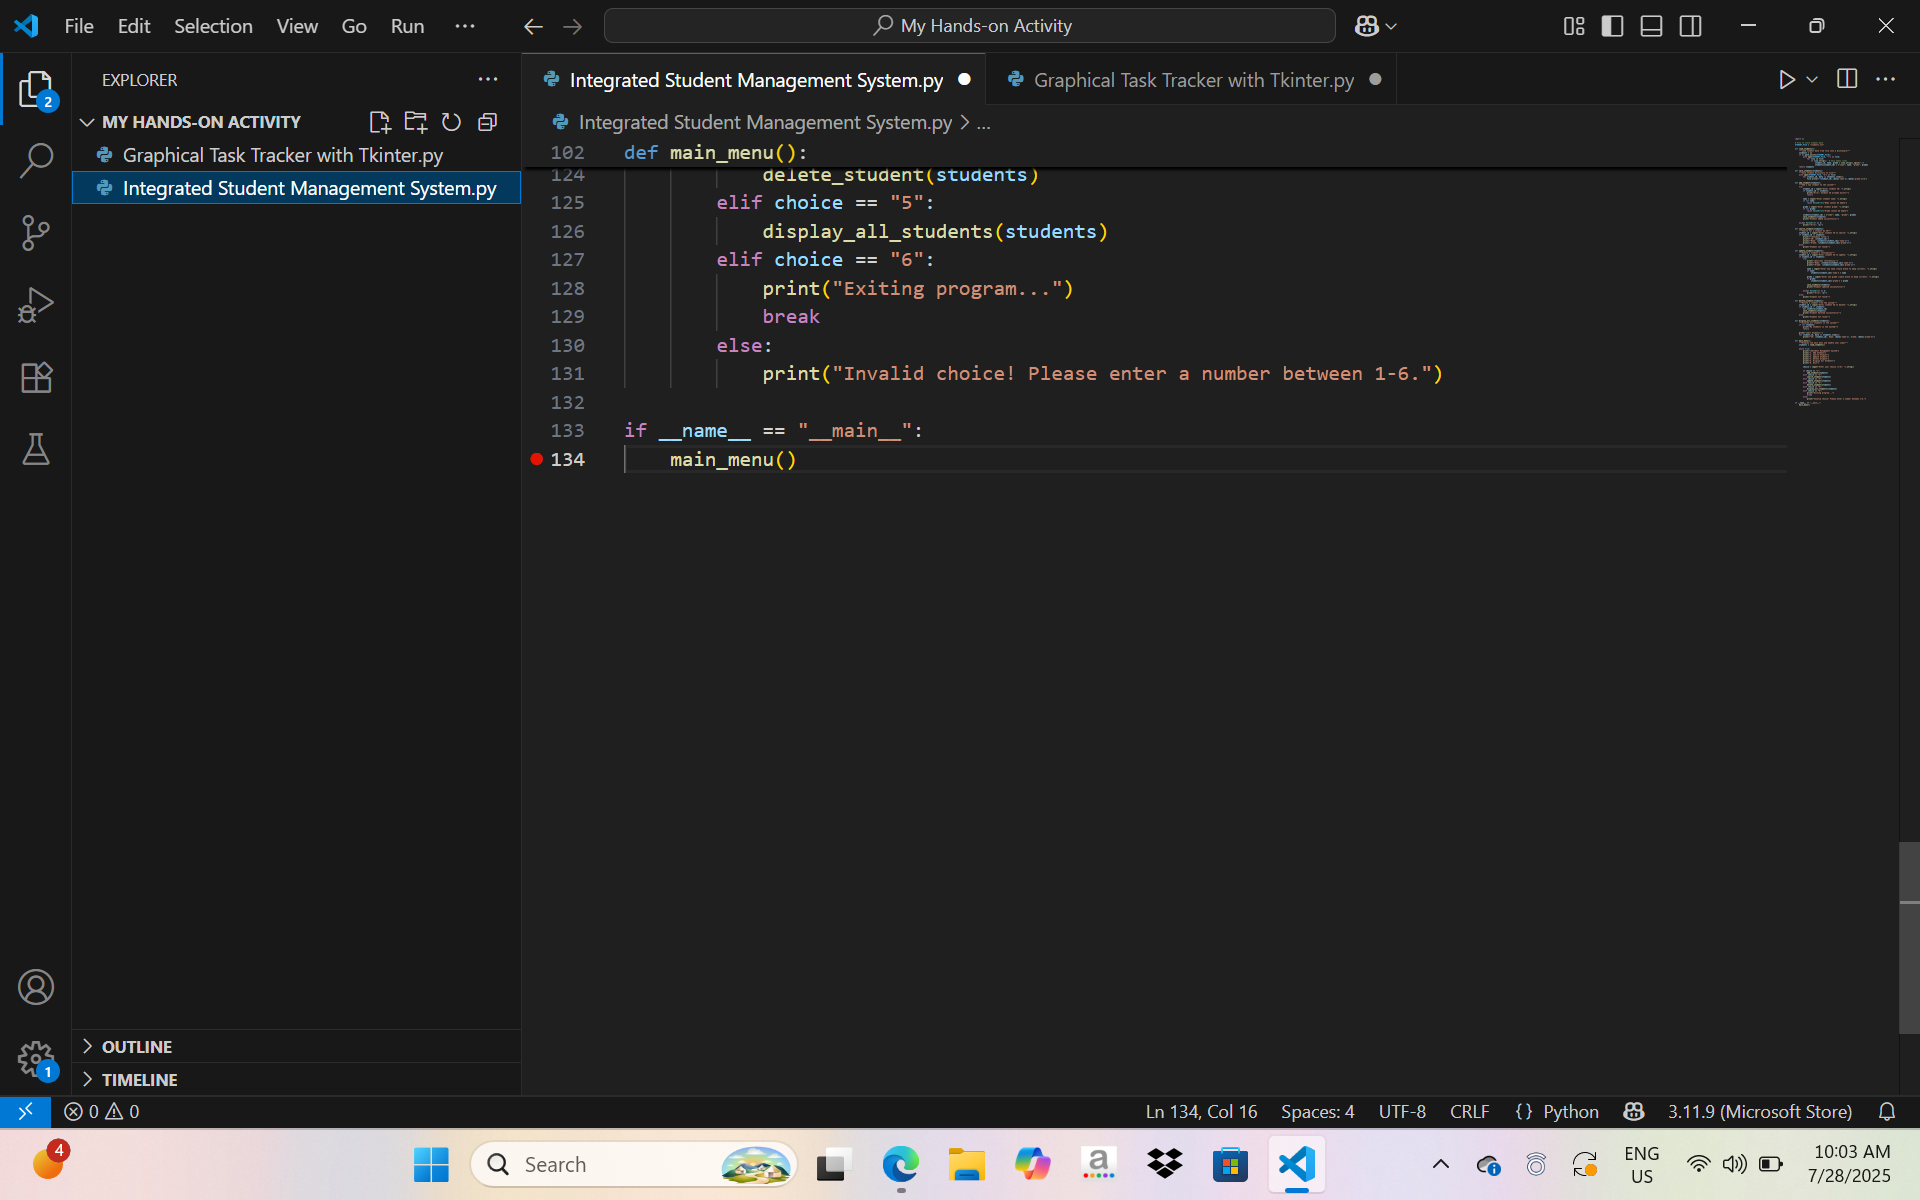 File Edit Selection View Go Run ...
My Hands-on Activity
EXPLORER
MY HANDS-ON ACTIVITY
Graphical Task Tracker with Tkinter.py
Integrated Student Management System.py
2
1
OUTLINE
TIMELINE
Integrated Student Management System.py
Graphical Task Tracker with Tkinter.py
Integrated Student Management System.py > ...
102 def main_menu():
124 delete_student(students)
125 elif choice == "5":
126 display_all_students(students)
127 elif choice == "6":
128 print("Exiting program...")
129 break
130 else:
131 print("Invalid choice! Please enter a number between 1-6.")
132
133 if __name__ == "__main__":
134 main_menu()
0 0
Ln 134, Col 16 Spaces: 4 UTF-8 CRLF {} Python 3.11.9 (Microsoft Store)
4
Search
a
ENG
US
10:03 AM
7/28/2025